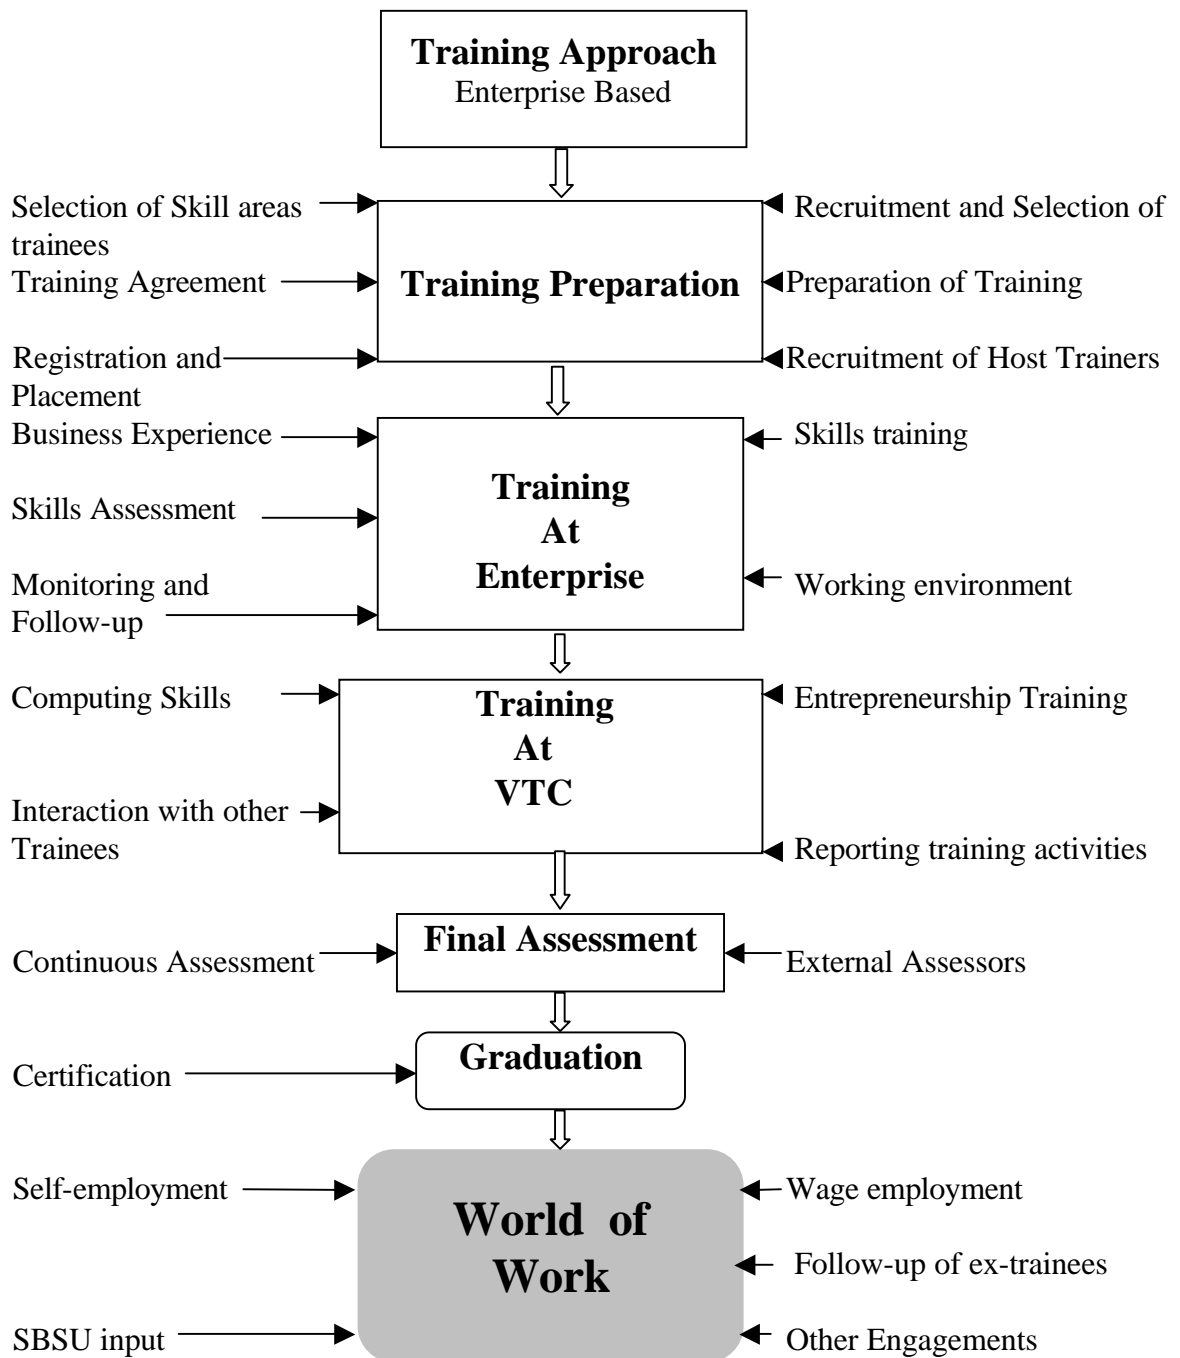 Training Approach
Enterprise Based
Selection of Skill areas
Recruitment and Selection of
trainees
Training Agreement
Training Preparation
Preparation of Training
Registration and
Placement
Recruitment of Host Trainers
Business Experience
Skills training
Skills Assessment
Training
At
Enterprise
Monitoring and
Follow-up
Working environment
Computing Skills
Training
At
VTC
Entrepreneurship Training
Interaction with other
Trainees
Reporting training activities
Final Assessment
Continuous Assessment
External Assessors
Graduation
Certification
Self-employment
Wage employment
World of
Work
Follow-up of ex-trainees
SBSU input
Other Engagements